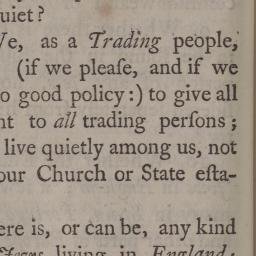 quiet?
We, as a Trading people,
(if we pleaſe, and if we
o good policy:) to give all
nt to all trading perſons;
live quietly among us, not
our Church or State eſta-
ere is, or can be, any kind
living in England;